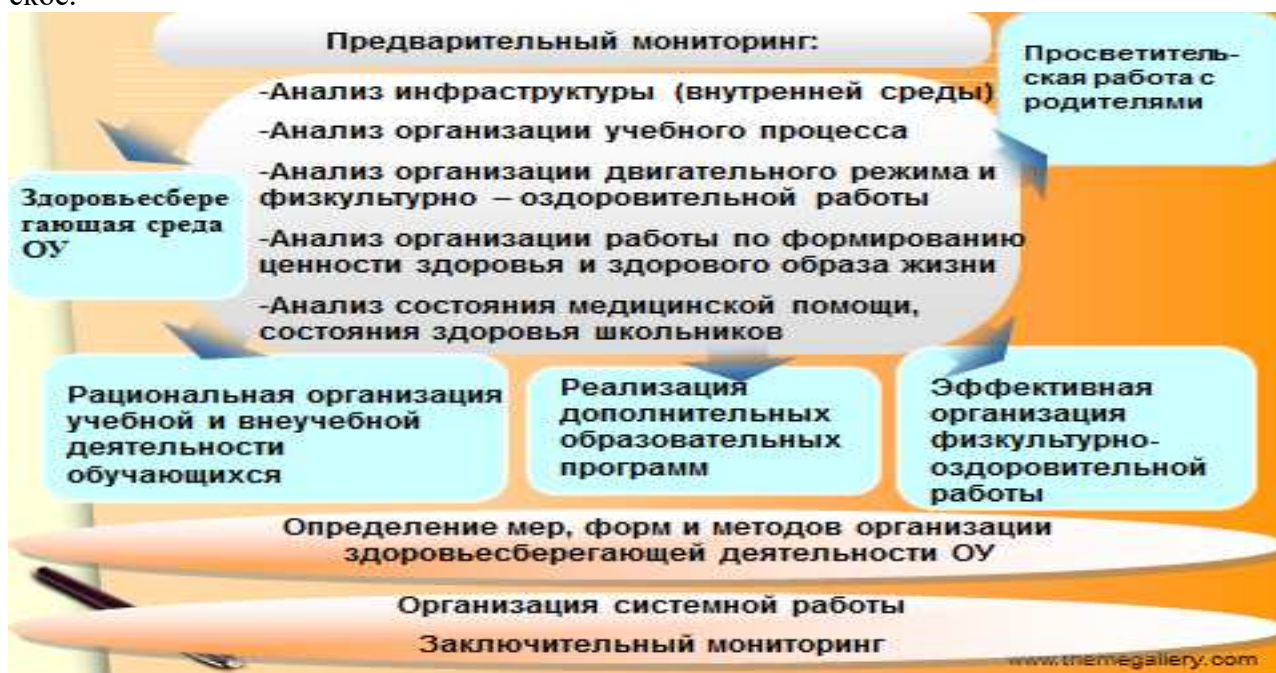 ское.
Предварительный мониторинг:
Просветитель-
ская работа с
родителями
-Анализ инфраструктуры (внутренней среды)
-Анализ организации учебного процесса
-Анализ организации двигательного режима и
физкультурно – оздоровительной работы
-Анализ организации работы по формированию
ценности здоровья и здорового образа жизни
-Анализ состояния медицинской помощи,
состояния здоровья школьников
Здоровьесбере
гающая среда
ОУ
Рациональная организация
учебной и внеучебной
деятельности
обучающихся
Реализация
дополнительных
образовательных
программ
Эффективная
организация
физкультурно-
оздоровительной
работы
Определение мер, форм и методов организации
здоровьесберегающей деятельности ОУ
Организация системной работы
Заключительный мониторинг
www.themegallery.com